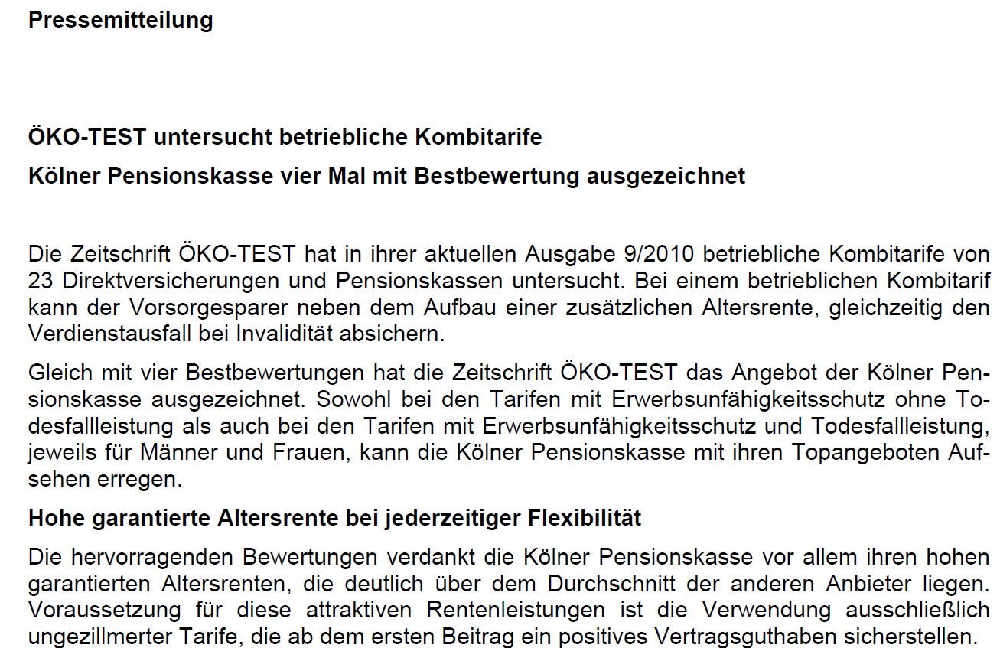 Pressemitteilung
ÖKO-TEST untersucht betriebliche Kombitarife
Kölner Pensionskasse vier Mal mit Bestbewertung ausgezeichnet
Die Zeitschrift ÖKO-TEST hat in ihrer aktuellen Ausgabe 9/2010 betriebliche Kombitarife von
23 Direktversicherungen und Pensionskassen untersucht. Bei einem betrieblichen Kombitarif
kann der Vorsorgesparer neben dem Aufbau einer zusätzlichen Altersrente, gleichzeitig den
Verdienstausfall bei Invalidität absichern.
Gleich mit vier Bestbewertungen hat die Zeitschrift ÖKO-TEST das Angebot der Kölner Pen-
sionskasse ausgezeichnet. Sowohl bei den Tarifen mit Erwerbsunfähigkeitsschutz ohne To-
desfallleistung als auch bei den Tarifen mit Erwerbsunfähigkeitsschutz und Todesfallleistung,
jeweils für Männer und Frauen, kann die Kölner Pensionskasse mit ihren Topangeboten Auf-
sehen erregen.
Hohe garantierte Altersrente bei jederzeitiger Flexibilität
Die hervorragenden Bewertungen verdankt die Kölner Pensionskasse vor allem ihren hohen
garantierten Altersrenten, die deutlich über dem Durchschnitt der anderen Anbieter liegen.
Voraussetzung für diese attraktiven Rentenleistungen ist die Verwendung ausschließlich
ungezillmerter Tarife, die ab dem ersten Beitrag ein positives Vertragsguthaben sicherstellen.